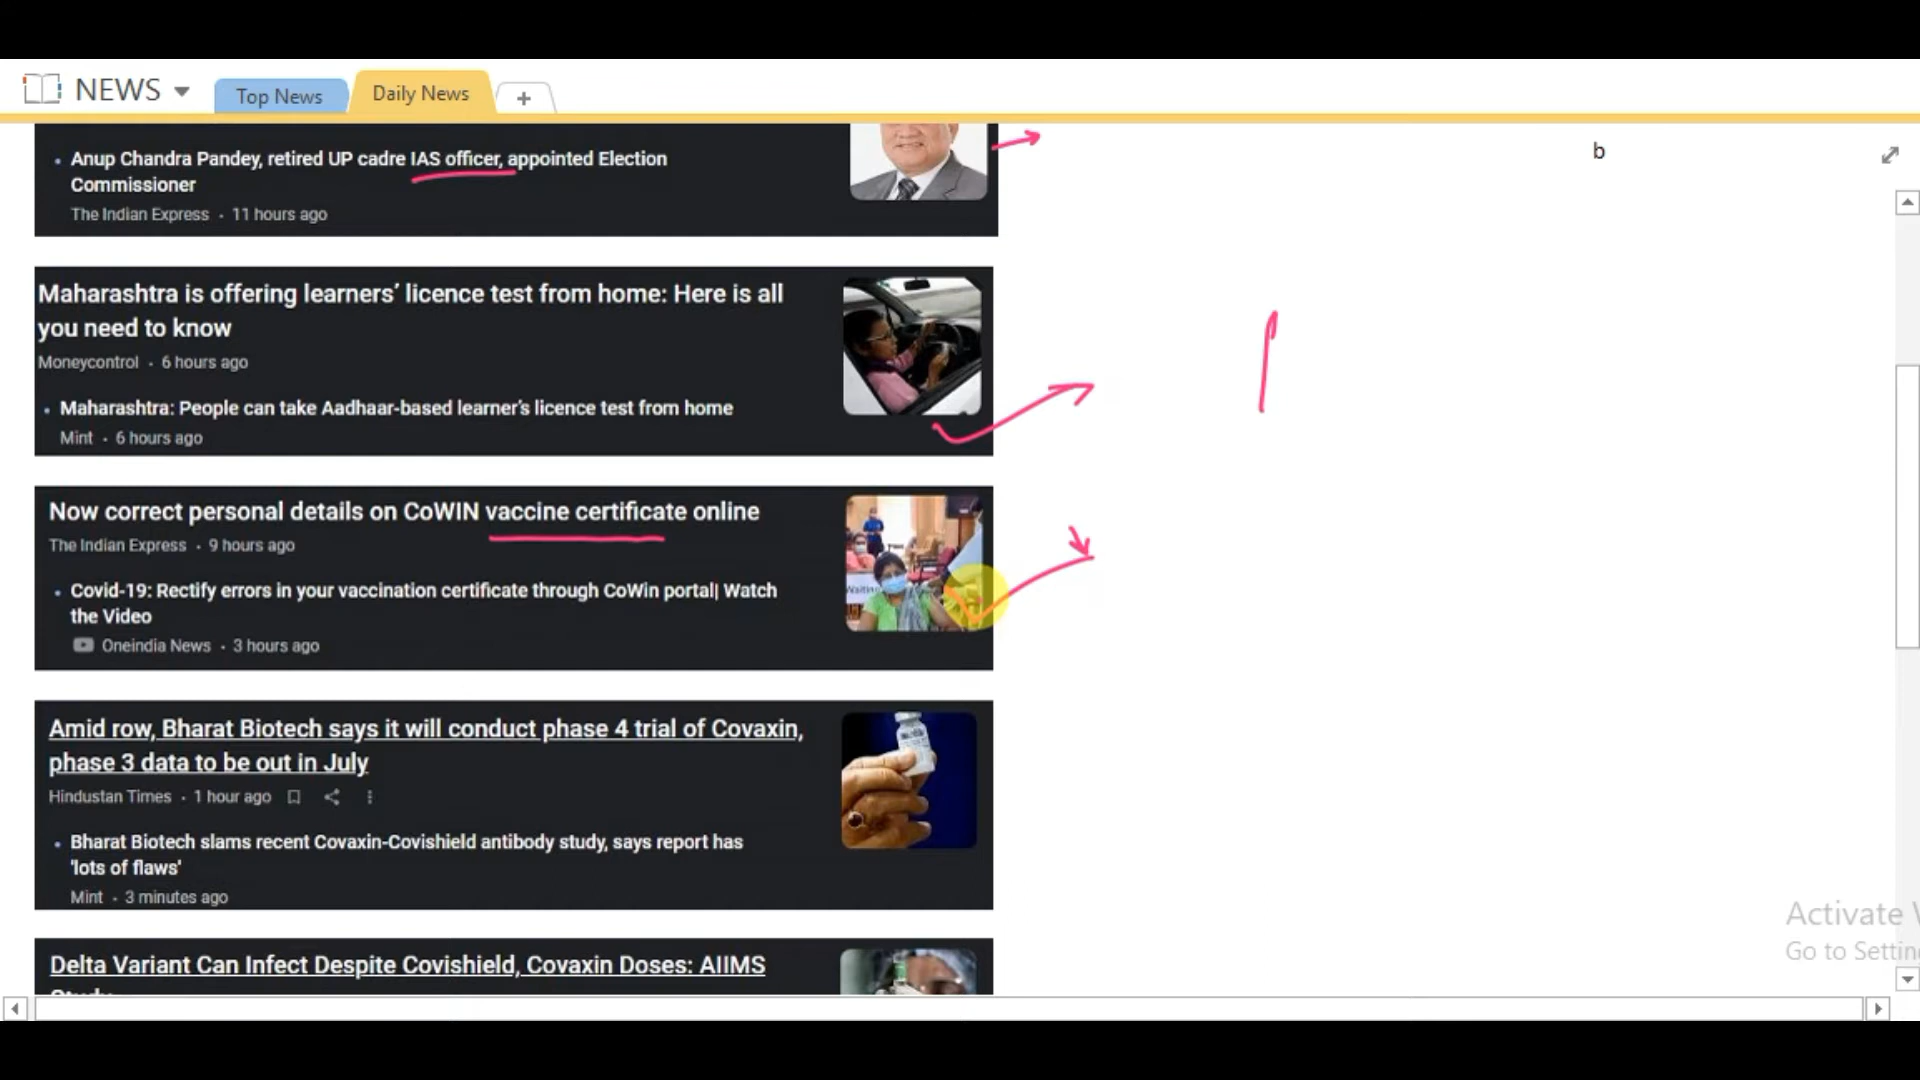 NEWS
Top News
Daily News
+
b
Anup Chandra Pandey, retired UP cadre IAS officer, appointed Election
Commissioner
The Indian Express · 11 hours ago
Maharashtra is offering learners’ licence test from home: Here is all
you need to know
Moneycontrol · 6 hours ago
Maharashtra: People can take Aadhaar-based learner's licence test from home
Mint · 6 hours ago
Now correct personal details on CoWIN vaccine certificate online
The Indian Express · 9 hours ago
Waiting
Covid-19: Rectify errors in your vaccination certificate through CoWin portal| Watch
the Video
Oneindia News · 3 hours ago
Amid row, Bharat Biotech says it will conduct phase 4 trial of Covaxin,
phase 3 data to be out in July
Hindustan Times · 1 hour ago
Bharat Biotech slams recent Covaxin-Covishield antibody study, says report has
'lots of flaws'
Mint · 3 minutes ago
Activate
Go to Settin
Delta Variant Can Infect Despite Covishield, Covaxin Doses: AIIMS
Study